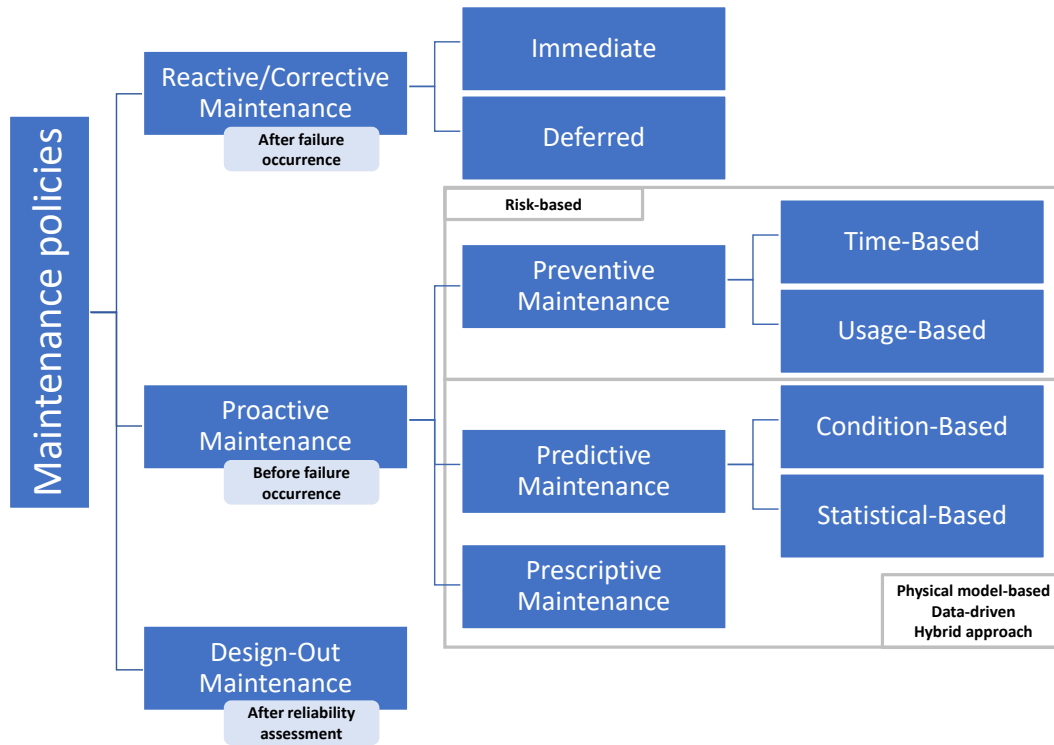 Maintenance policies
Reactive/Corrective
Maintenance
After failure
occurrence
Immediate
Deferred
Risk-based
Proactive
Maintenance
Before failure
occurrence
Preventive
Maintenance
Time-Based
Usage-Based
Predictive
Maintenance
Condition-Based
Statistical-Based
Prescriptive
Maintenance
Physical model-based
Data-driven
Hybrid approach
Design-Out
Maintenance
After reliability
assessment